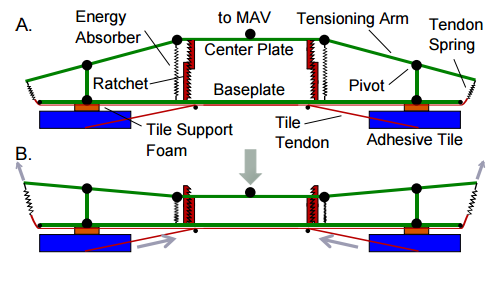 A.
Energy
Absorber
to MAV
Tensioning Arm
Tendon
Spring
Center Plate
Ratchet
Baseplate
Pivot
Tile Support
Foam
Tile
Tendon
Adhesive Tile
B.